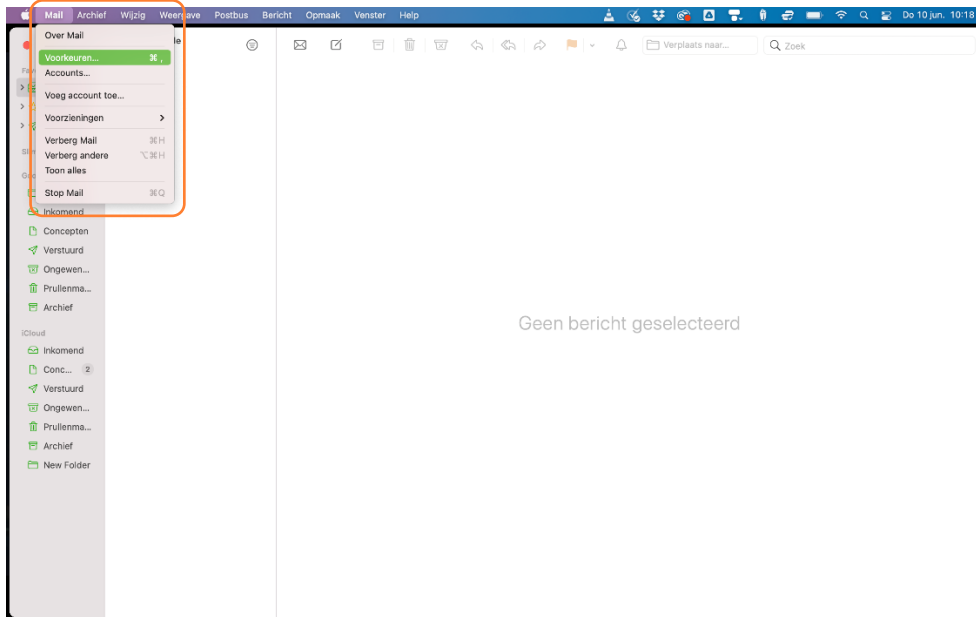 Mail Archief Wijzig Weergave Postbus Bericht Opmaak Venster Help Do 10 jun. 10:18
Over Mail
Voorkeuren... ⌘ ,
Accounts...
Voeg account toe...
Voorzieningen
Verberg Mail ⌘H
Verberg andere ⌥⌘H
Toon alles
Stop Mail ⌘Q
Verplaats naar...
Zoek
Inkomend
Concepten
Verstuurd
Ongewen...
Prullenma...
Archief
iCloud
Inkomend
Conc... 2
Verstuurd
Ongewen...
Prullenma...
Archief
New Folder
Geen bericht geselecteerd